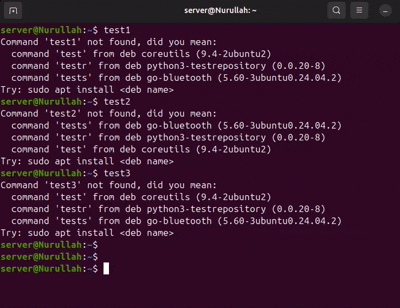 server@Nurullah: ~
server@Nurullah:~$ test1
Command 'test1' not found, did you mean:
  command 'test' from deb coreutils (9.4-2ubuntu2)
  command 'testr' from deb python3-testrepository (0.0.20-8)
  command 'tests' from deb go-bluetooth (5.60-3ubuntu0.24.04.2)
Try: sudo apt install <deb name>
server@Nurullah:~$ test2
Command 'test2' not found, did you mean:
  command 'tests' from deb go-bluetooth (5.60-3ubuntu0.24.04.2)
  command 'testr' from deb python3-testrepository (0.0.20-8)
  command 'test' from deb coreutils (9.4-2ubuntu2)
Try: sudo apt install <deb name>
server@Nurullah:~$ test3
Command 'test3' not found, did you mean:
  command 'test' from deb coreutils (9.4-2ubuntu2)
  command 'testr' from deb python3-testrepository (0.0.20-8)
  command 'tests' from deb go-bluetooth (5.60-3ubuntu0.24.04.2)
Try: sudo apt install <deb name>
server@Nurullah:~$
server@Nurullah:~$
server@Nurullah:~$